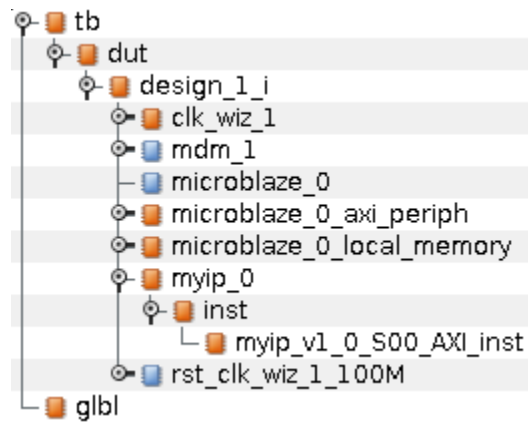 tb
dut
design_1_i
clk_wiz_1
mdm_1
microblaze_0
microblaze_0_axi_periph
microblaze_0_local_memory
myip_0
inst
myip_v1_0_S00_AXI_inst
rst_clk_wiz_1_100M
glbl